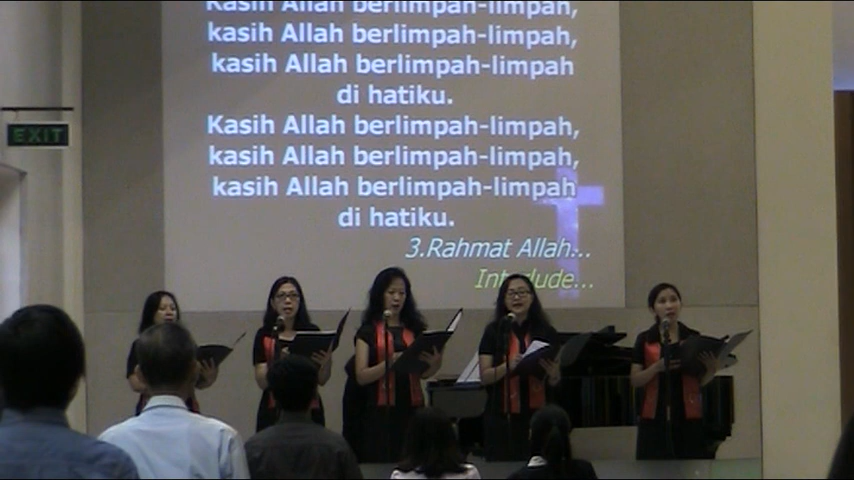 Kasih Allah berlimpah-limpah,
kasih Allah berlimpah-limpah,
kasih Allah berlimpah-limpah
di hatiku.
Kasih Allah berlimpah-limpah,
kasih Allah berlimpah-limpah,
kasih Allah berlimpah-limpah
di hatiku.
3.Rahmat Allah...
Interlude...
EXIT